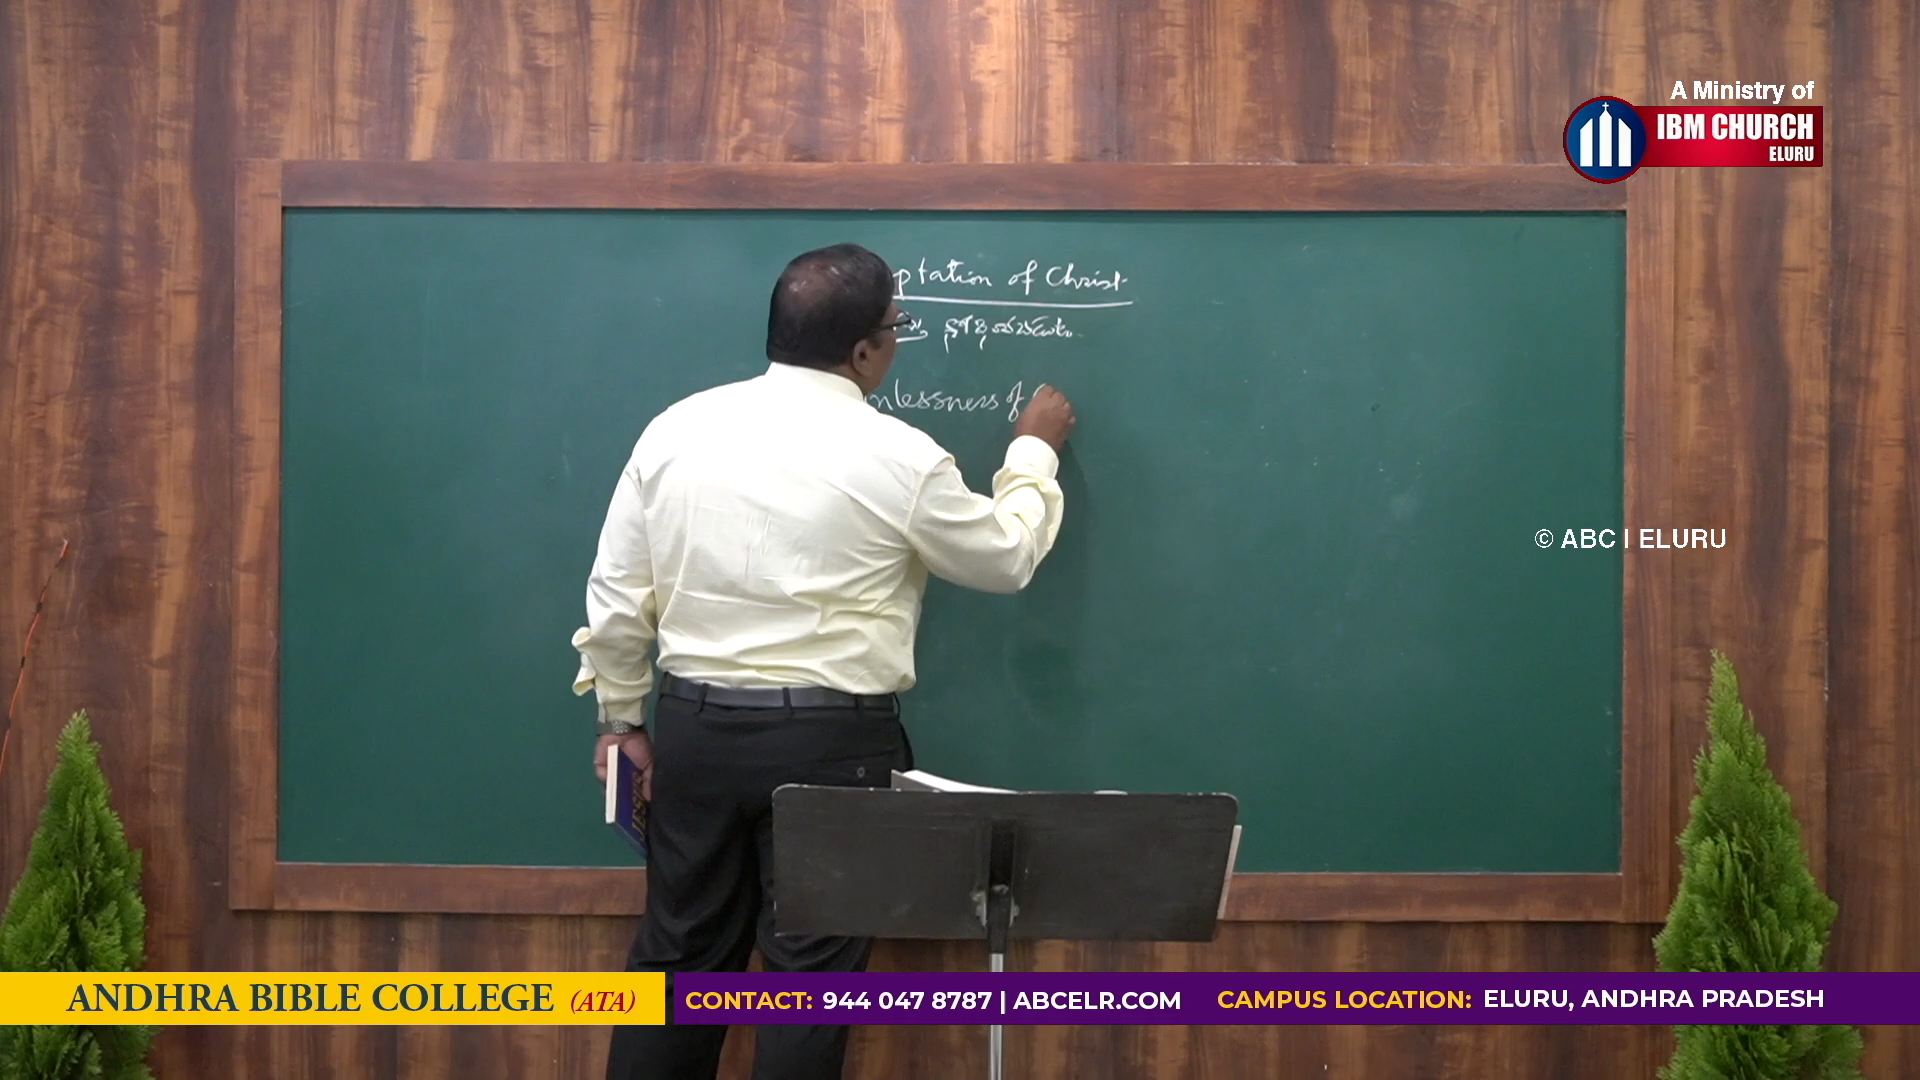 A Ministry of
IBM CHURCH
ELURU
ptation of Christ
nlessness of
© ABC I ELURU
JESUS
ANDHRA BIBLE COLLEGE (ATA)
CONTACT: 944 047 8787 | ABCELR.COM
CAMPUS LOCATION: ELURU, ANDHRA PRADESH